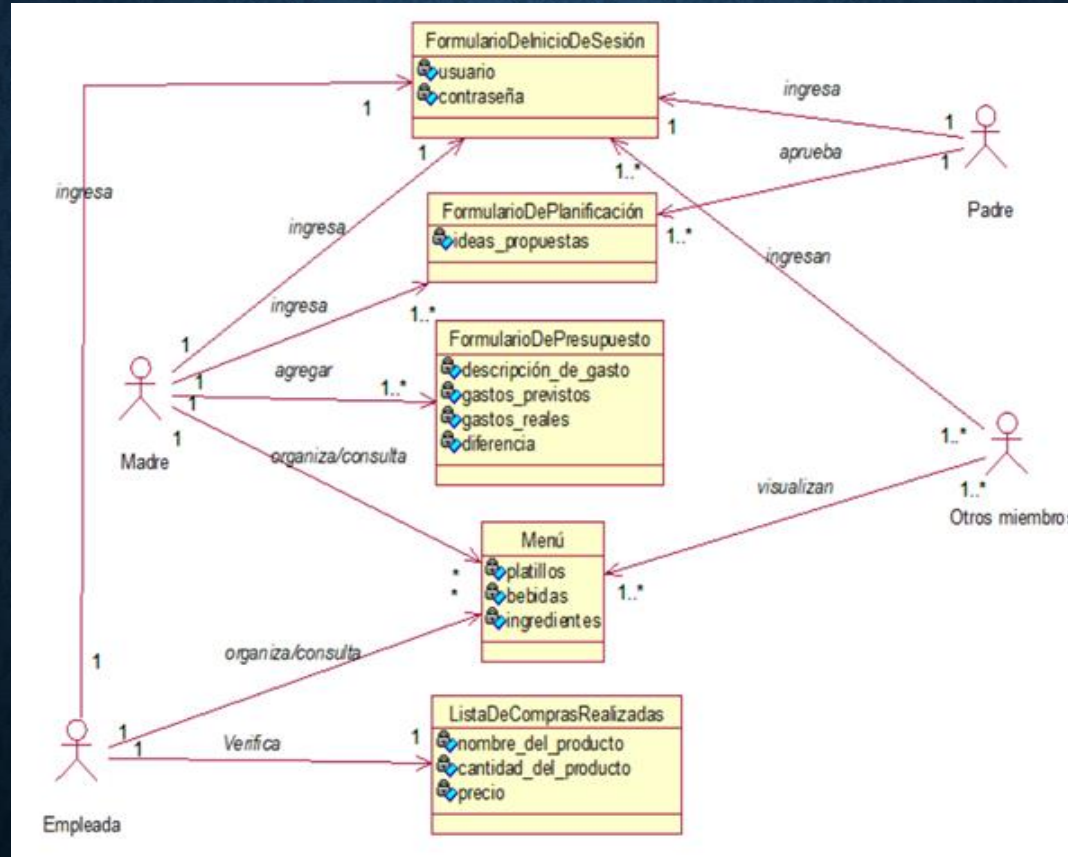 FormularioDeInicioDeSesión
usuario
contraseña
1
1
ingresa
1
aprueba
1
Padre
ingresa
1
1..*
FormularioDePlanificación
ideas_propuestas
1..*
ingresa
ingresan
ingresa
1..*
1
FormularioDePresupuesto
descripción_de_gasto
gastos_previstos
gastos_reales
diferencia
agregar
1..*
1
1
1
Madre
organiza/consulta
1..*
1..*
Otros miembros
visualizan
Menú
platillos
bebidas
ingredientes
*
*
1..*
organiza/consulta
1
ListaDeComprasRealizadas
nombre_del_producto
cantidad_del_producto
precio
1
1
Verifica
1
Empleada